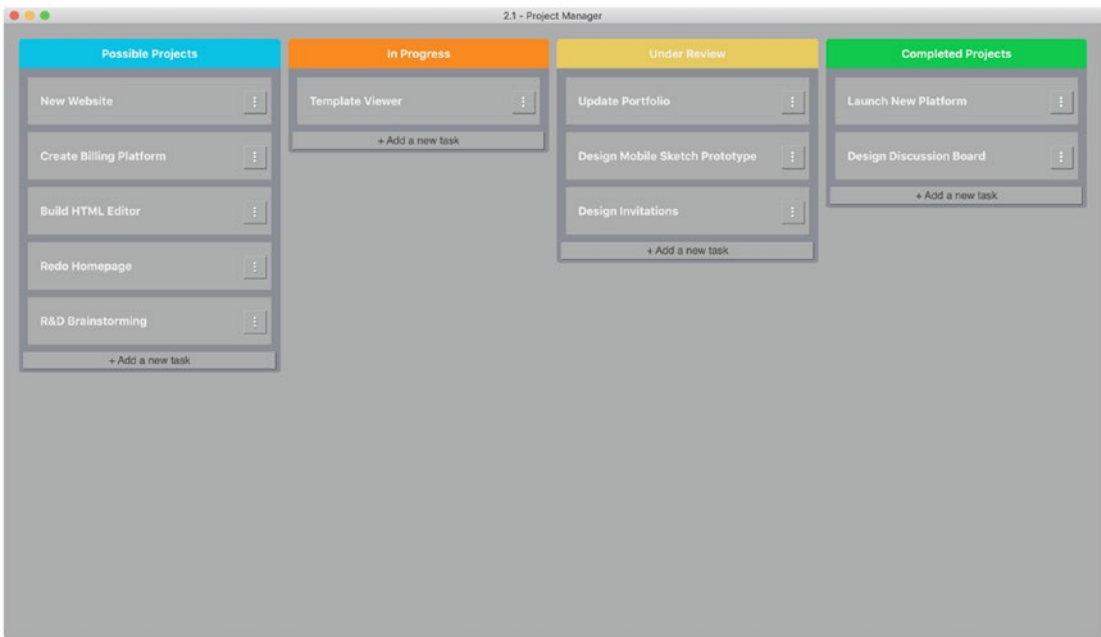 2.1 - Project Manager
Possible Projects
New Website
Create Billing Platform
Build HTML Editor
Redo Homepage
R&D Brainstorming
+ Add a new task
In Progress
Template Viewer
+ Add a new task
Under Review
Update Portfolio
Design Mobile Sketch Prototype
Design Invitations
+ Add a new task
Completed Projects
Launch New Platform
Design Discussion Board
+ Add a new task